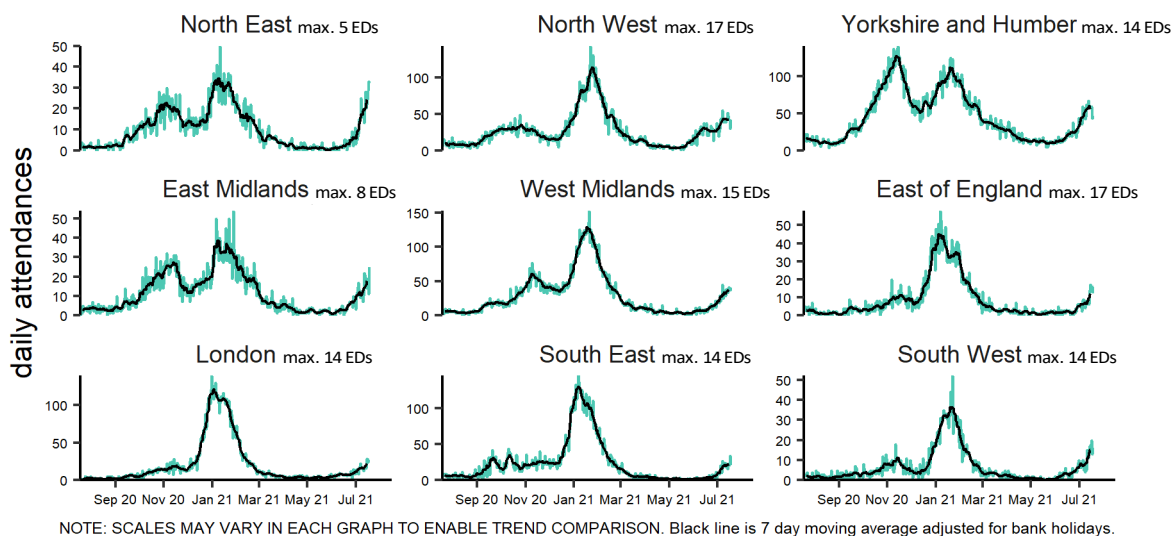 North East max. 5 EDs
North West max. 17 EDs
Yorkshire and Humber max. 14 EDs
50
40
30
20
10
0
100
50
0
100
50
0
East Midlands max. 8 EDs
West Midlands max. 15 EDs
East of England max. 17 EDs
daily attendances
50
40
30
20
10
0
150
100
50
0
50
40
30
20
10
0
London max. 14 EDs
South East max. 14 EDs
South West max. 14 EDs
100
50
0
100
50
0
50
40
30
20
10
0
Sep 20 Nov 20 Jan 21 Mar 21 May 21 Jul 21
Sep 20 Nov 20 Jan 21 Mar 21 May 21 Jul 21
Sep 20 Nov 20 Jan 21 Mar 21 May 21 Jul 21
NOTE: SCALES MAY VARY IN EACH GRAPH TO ENABLE TREND COMPARISON. Black line is 7 day moving average adjusted for bank holidays.